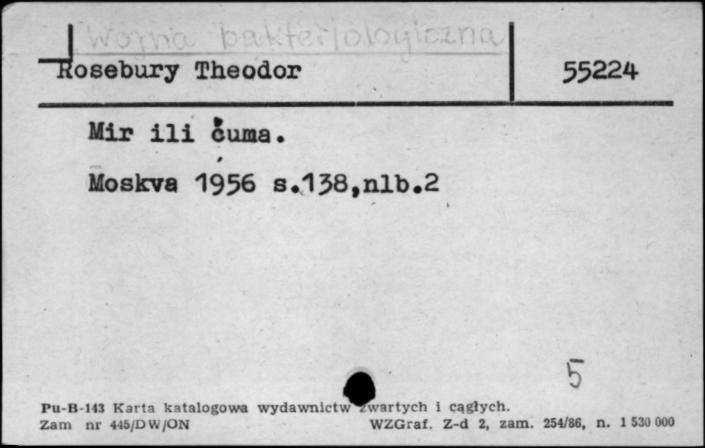 Wojna bakteriologiczna
Rosebury Theodor 55224
Mir ili čuma.
Moskva 1956 s.138,nlb.2
5
Pu-B-143 Karta katalogowa wydawnictw zwartych i cągłych.
Zam nr 445/DW/ON WZGraf. Z-d 2, zam. 254/86, n. 1 530 000